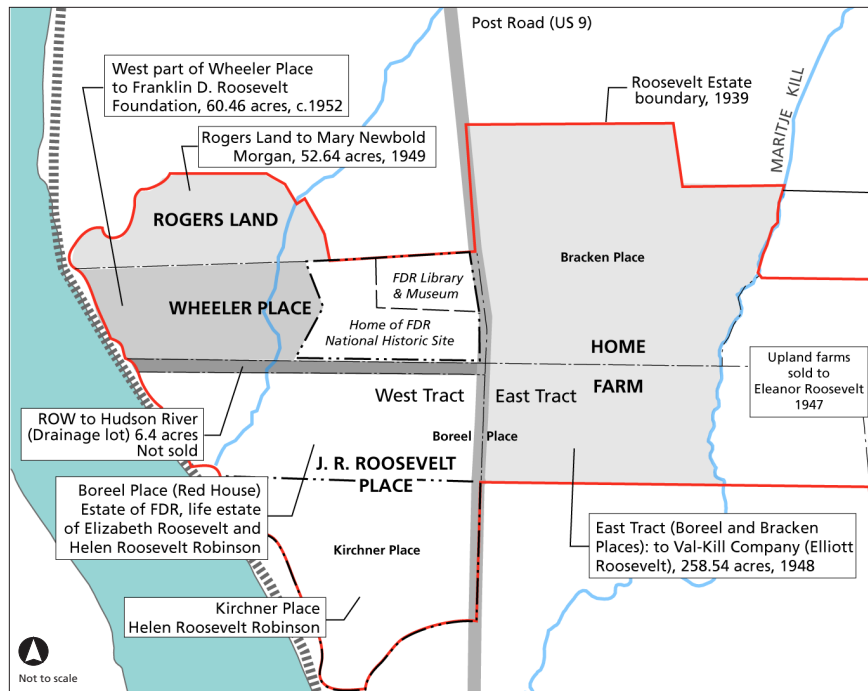 Post Road (US 9)
West part of Wheeler Place
to Franklin D. Roosevelt
Foundation, 60.46 acres, c.1952
Roosevelt Estate
boundary, 1939
MARITJE KILL
Rogers Land to Mary Newbold
Morgan, 52.64 acres, 1949
ROGERS LAND
Bracken Place
FDR Library
& Museum
WHEELER PLACE
Home of FDR
National Historic Site
HOME
FARM
Upland farms
sold to
Eleanor Roosevelt
1947
West Tract
East Tract
ROW to Hudson River
(Drainage lot) 6.4 acres
Not sold
Boreel Place
J. R. ROOSEVELT
PLACE
Boreel Place (Red House)
Estate of FDR, life estate
of Elizabeth Roosevelt and
Helen Roosevelt Robinson
East Tract (Boreel and Bracken
Places): to Val-Kill Company (Elliott
Roosevelt), 258.54 acres, 1948
Kirchner Place
Kirchner Place
Helen Roosevelt Robinson
Not to scale